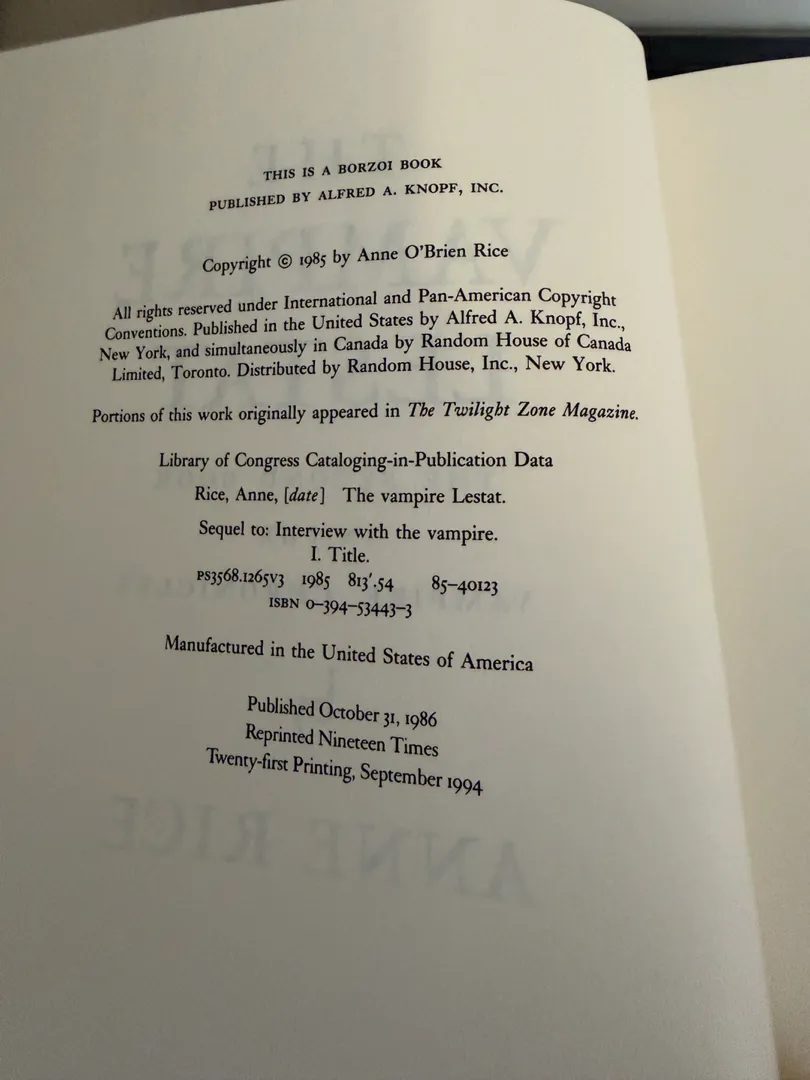 THIS IS A BORZOI BOOK
PUBLISHED BY ALFRED A. KNOPF, INC.
Copyright © 1985 by Anne O'Brien Rice
All rights reserved under International and Pan-American Copyright
Conventions. Published in the United States by Alfred A. Knopf, Inc.,
New York, and simultaneously in Canada by Random House of Canada
Limited, Toronto. Distributed by Random House, Inc., New York.
Portions of this work originally appeared in The Twilight Zone Magazine.
Library of Congress Cataloging-in-Publication Data
Rice, Anne, [date] The vampire Lestat.
Sequel to: Interview with the vampire.
I. Title.
PS3568.I265V3 1985 813'.54 85–40123
ISBN 0–394–53443–3
Manufactured in the United States of America
Published October 31, 1986
Reprinted Nineteen Times
Twenty-first Printing, September 1994
THE
VAMPIRE
ANNE RICE